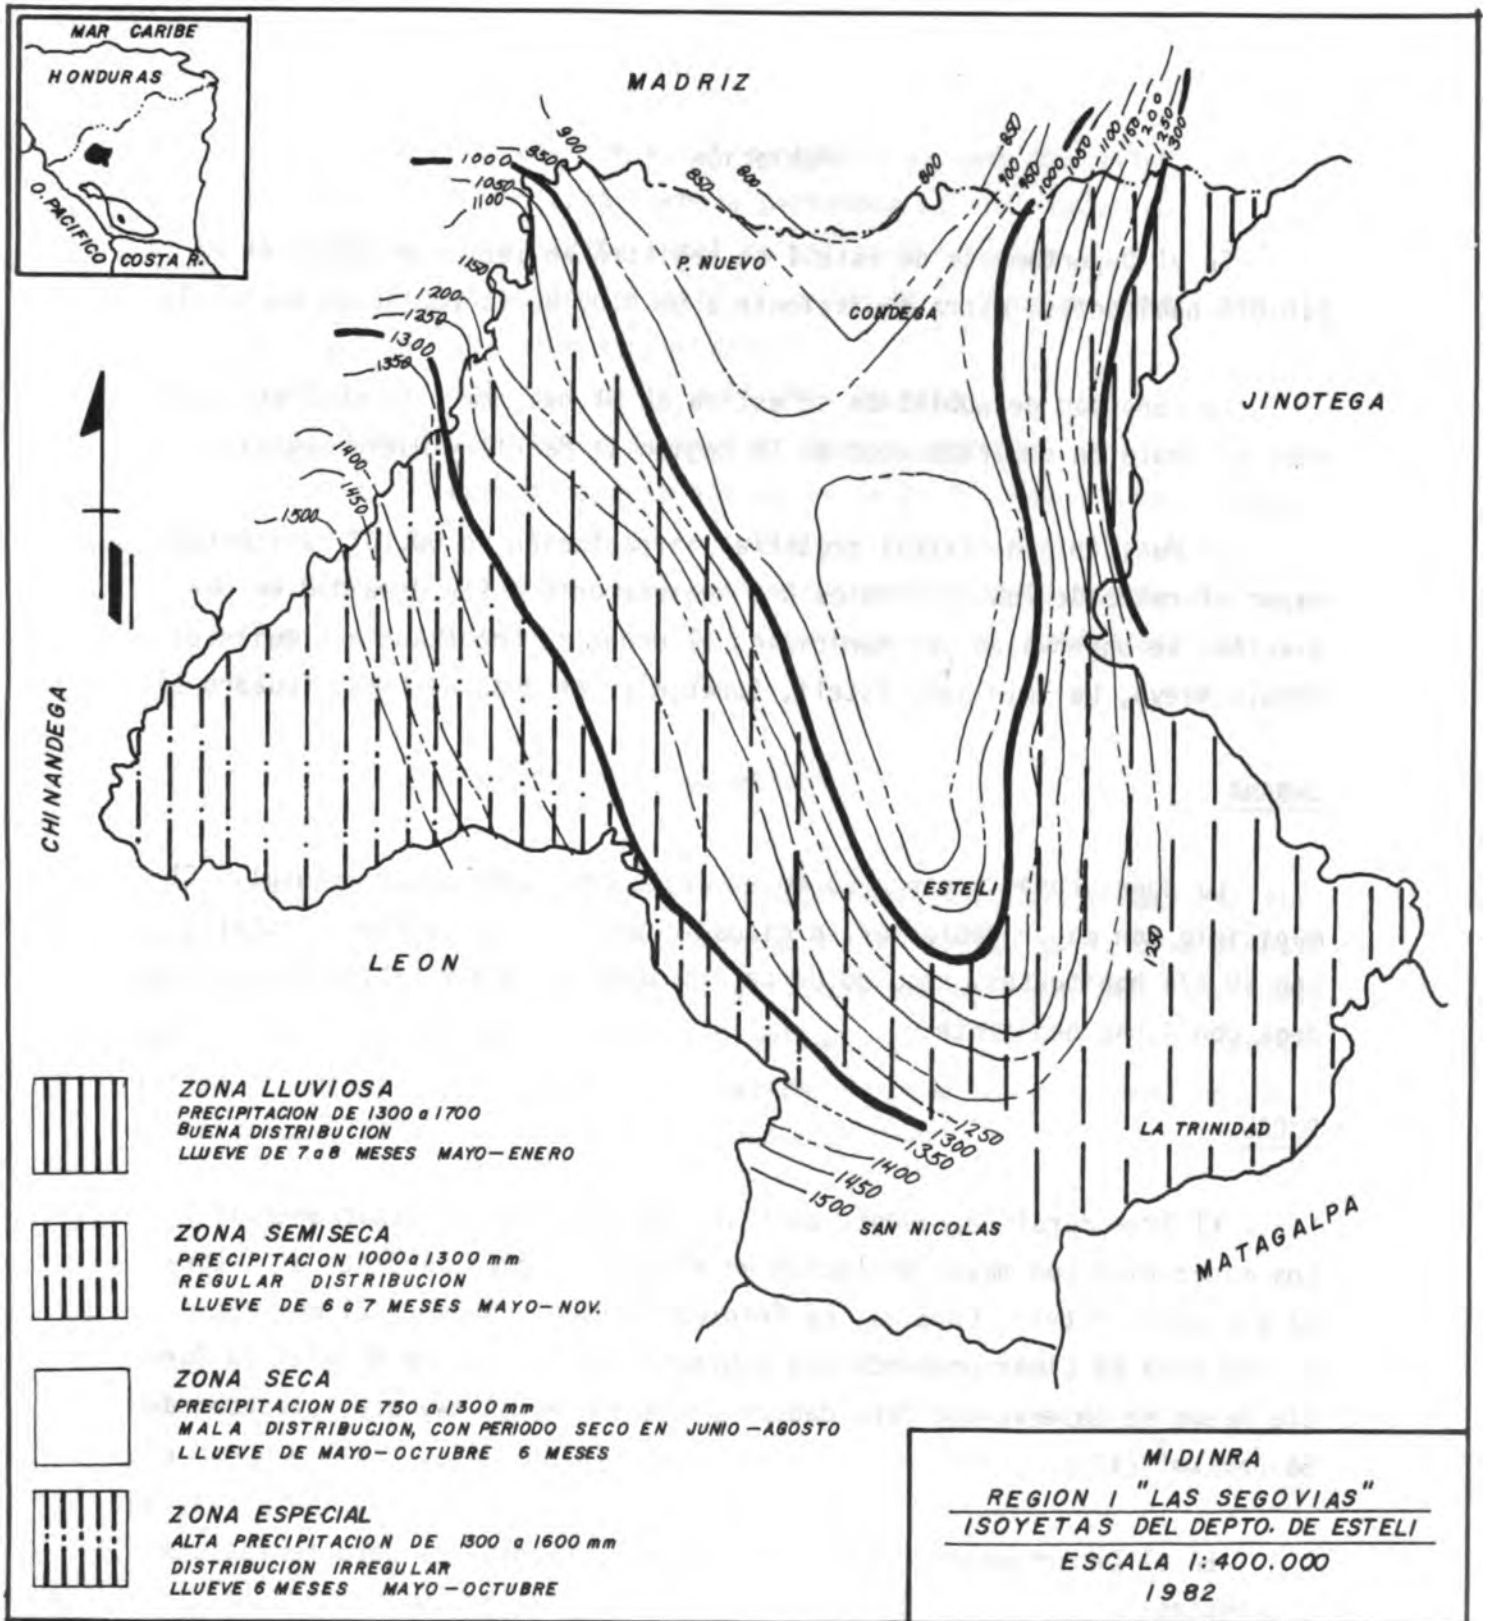 MAR CARIBE
HONDURAS
O. PACIFICO
COSTA R.
MADRIZ
900
850
1000
1050
1100
1150
1200
1250
1300
1350
1400
1450
1500
850
800
800
850
900
950
1000
1050
1100
1150
1200
1250
1300
P. NUEVO
CONDEGA
JINOTEGA
CHINANDEGA
ESTELI
LEON
1250
LA TRINIDAD
1250
1300
1350
1400
1450
1500
SAN NICOLAS
MATAGALPA
ZONA LLUVIOSA
PRECIPITACION DE 1300 a 1700
BUENA DISTRIBUCION
LLUEVE DE 7 a 8 MESES MAYO-ENERO
ZONA SEMISECA
PRECIPITACION 1000 a 1300 mm
REGULAR DISTRIBUCION
LLUEVE DE 6 a 7 MESES MAYO-NOV.
ZONA SECA
PRECIPITACION DE 750 a 1300 mm
MALA DISTRIBUCION, CON PERIODO SECO EN JUNIO-AGOSTO
LLUEVE DE MAYO-OCTUBRE 6 MESES
ZONA ESPECIAL
ALTA PRECIPITACION DE 1300 a 1600 mm
DISTRIBUCION IRREGULAR
LLUEVE 6 MESES MAYO-OCTUBRE
MIDINRA
REGION I "LAS SEGOVIAS"
ISOYETAS DEL DEPTO. DE ESTELI
ESCALA 1:400.000
1982